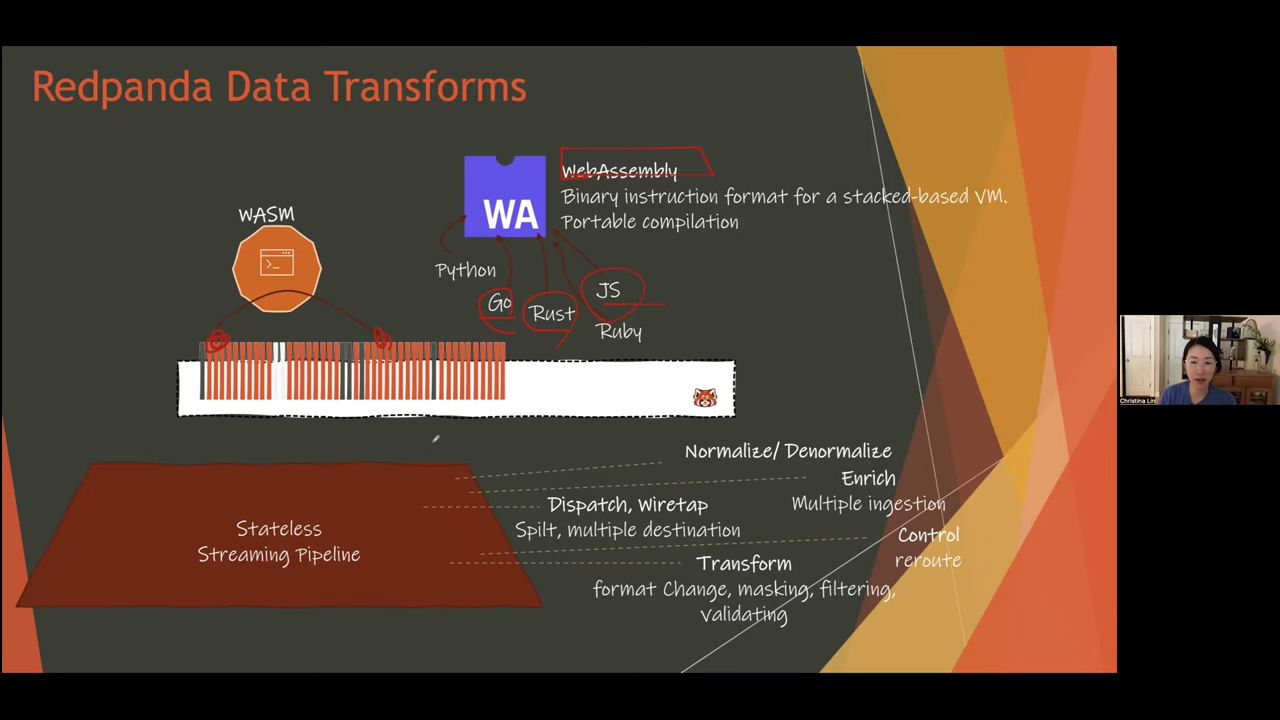 Redpanda Data Transforms
WASM
WA
WebAssembly
Binary instruction format for a stacked-based VM.
Portable compilation
Python
Go
Rust
JS
Ruby
Stateless
Streaming Pipeline
Normalize/ Denormalize
Enrich
Multiple ingestion
Dispatch, Wiretap
Spilt, multiple destination
Control
reroute
Transform
format Change, masking, filtering,
validating
Christina Lin